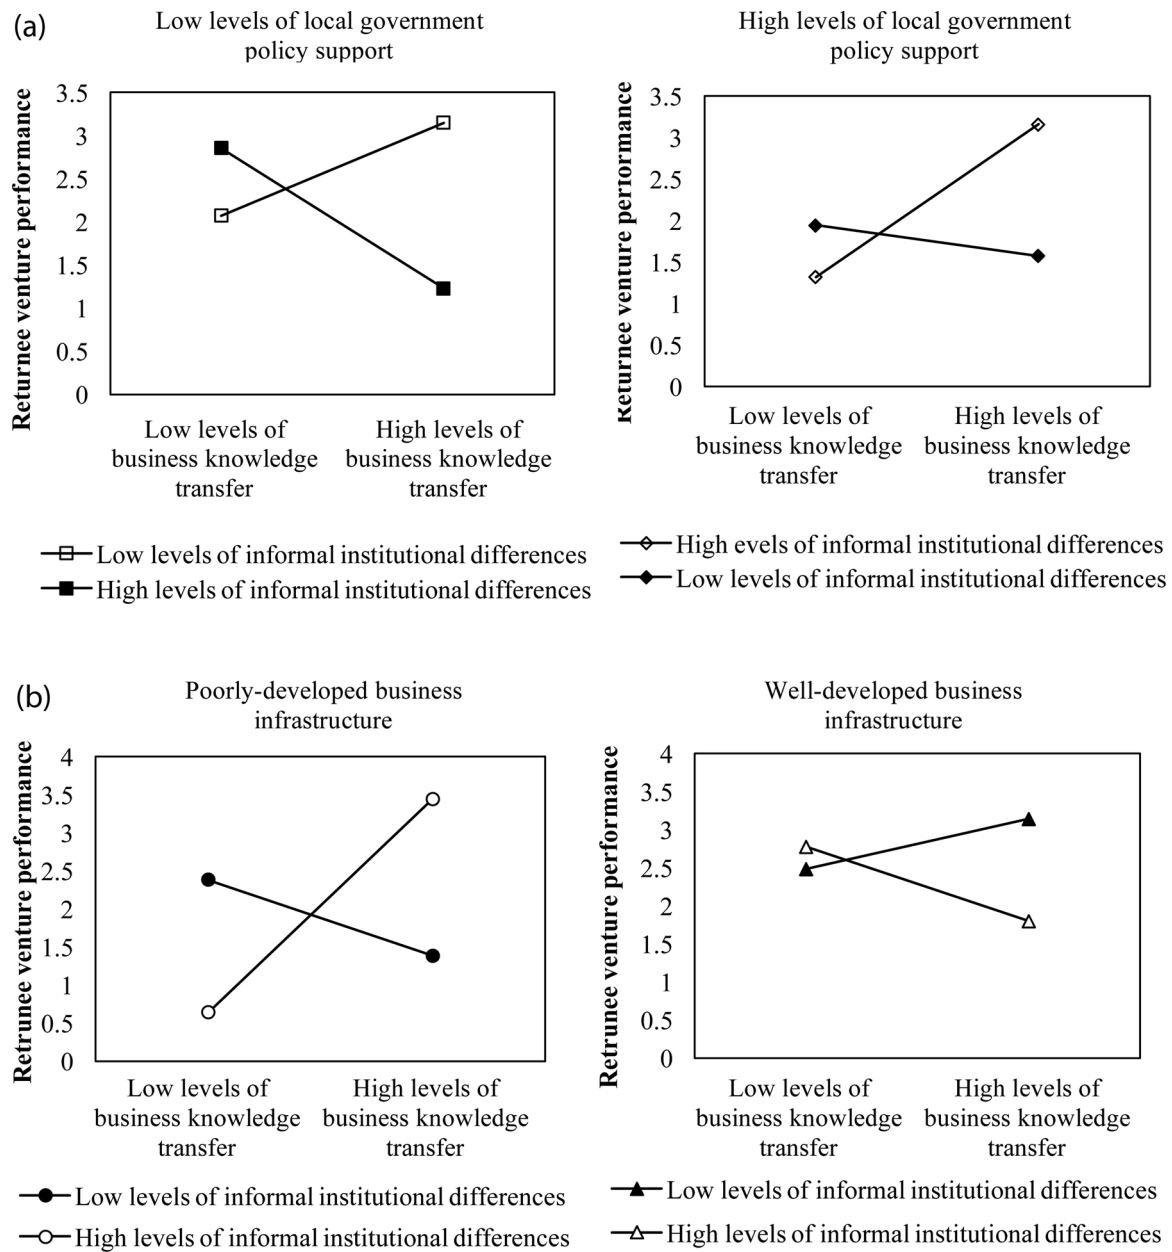 (a)
Low levels of local government
policy support
Returnee venture performance
3.5
3
2.5
2
1.5
1
0.5
0
Low levels of
business knowledge
transfer
High levels of
business knowledge
transfer
Low levels of informal institutional differences
High levels of informal institutional differences
High levels of local government
policy support
Returnee venture performance
3.5
3
2.5
2
1.5
1
0.5
0
Low levels of
business knowledge
transfer
High levels of
business knowledge
transfer
High evels of informal institutional differences
Low levels of informal institutional differences
(b)
Poorly-developed business
infrastructure
Retrunee venture performance
4
3.5
3
2.5
2
1.5
1
0.5
0
Low levels of
business knowledge
transfer
High levels of
business knowledge
transfer
Low levels of informal institutional differences
High levels of informal institutional differences
Well-developed business
infrastructure
Retrunee venture performance
4
3.5
3
2.5
2
1.5
1
0.5
0
Low levels of
business knowledge
transfer
High levels of
business knowledge
transfer
Low levels of informal institutional differences
High levels of informal institutional differences